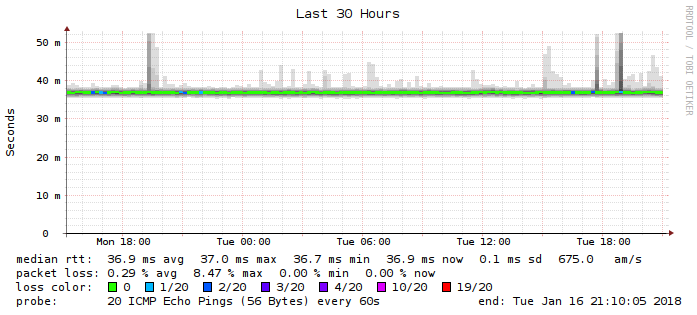 Last 30 Hours
RRDTOOL / TOBI OETIKER
Seconds
50 m
40 m
30 m
20 m
10 m
0
Mon 18:00 Tue 00:00 Tue 06:00 Tue 12:00 Tue 18:00
median rtt: 36.9 ms avg 37.0 ms max 36.7 ms min 36.9 ms now 0.1 ms sd 675.0 am/s
packet loss: 0.29 % avg 8.47 % max 0.00 % min 0.00 % now
loss color: 0 1/20 2/20 3/20 4/20 10/20 19/20
probe: 20 ICMP Echo Pings (56 Bytes) every 60s end: Tue Jan 16 21:10:05 2018